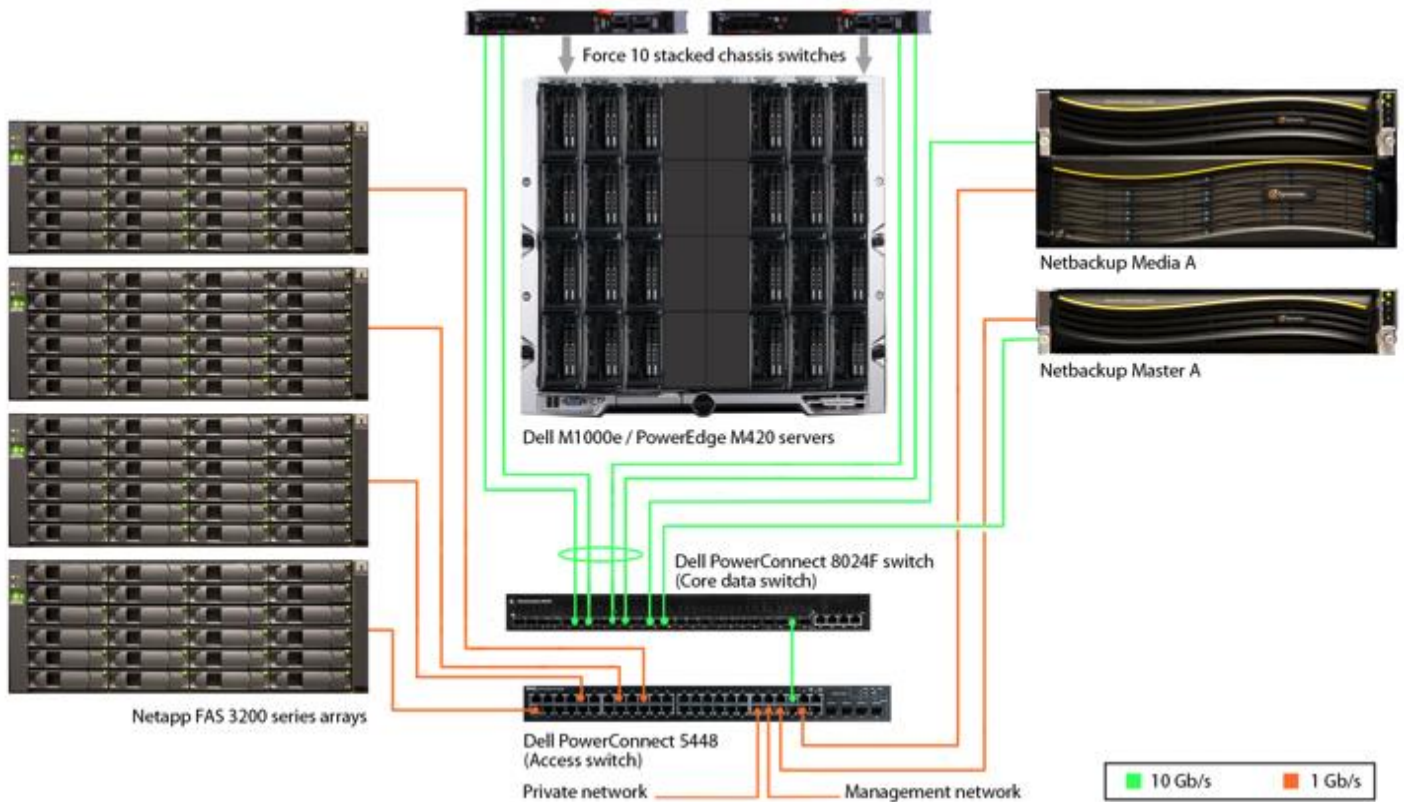 Force 10 stacked chassis switches
Netbackup Media A
Netbackup Master A
Dell M1000e / PowerEdge M420 servers
Dell PowerConnect 8024F switch
(Core data switch)
Netapp FAS 3200 series arrays
Dell PowerConnect 5448
(Access switch)
Private network
Management network
10 Gb/s
1 Gb/s